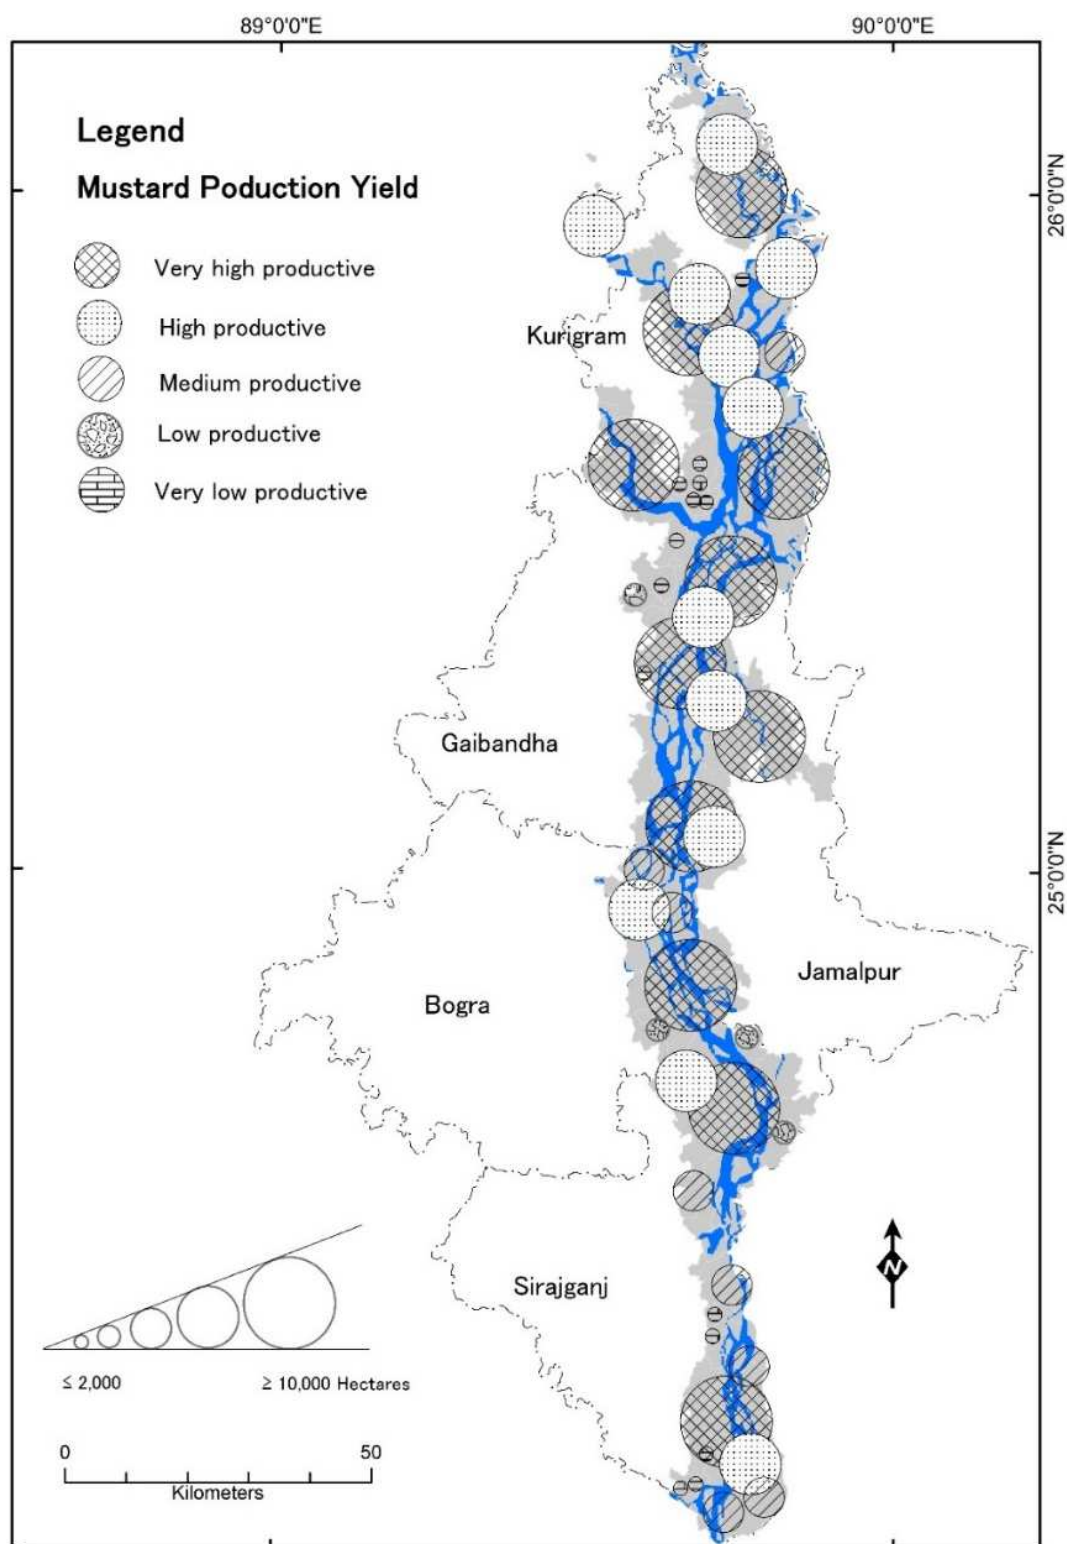 89°0'0"E
90°0'0"E
Legend
Mustard Poduction Yield
Very high productive
High productive
Medium productive
Low productive
Very low productive
26°0'0"N
Kurigram
Gaibandha
25°0'0"N
Jamalpur
Bogra
N
Sirajganj
≤ 2,000
≥ 10,000 Hectares
0
50
Kilometers